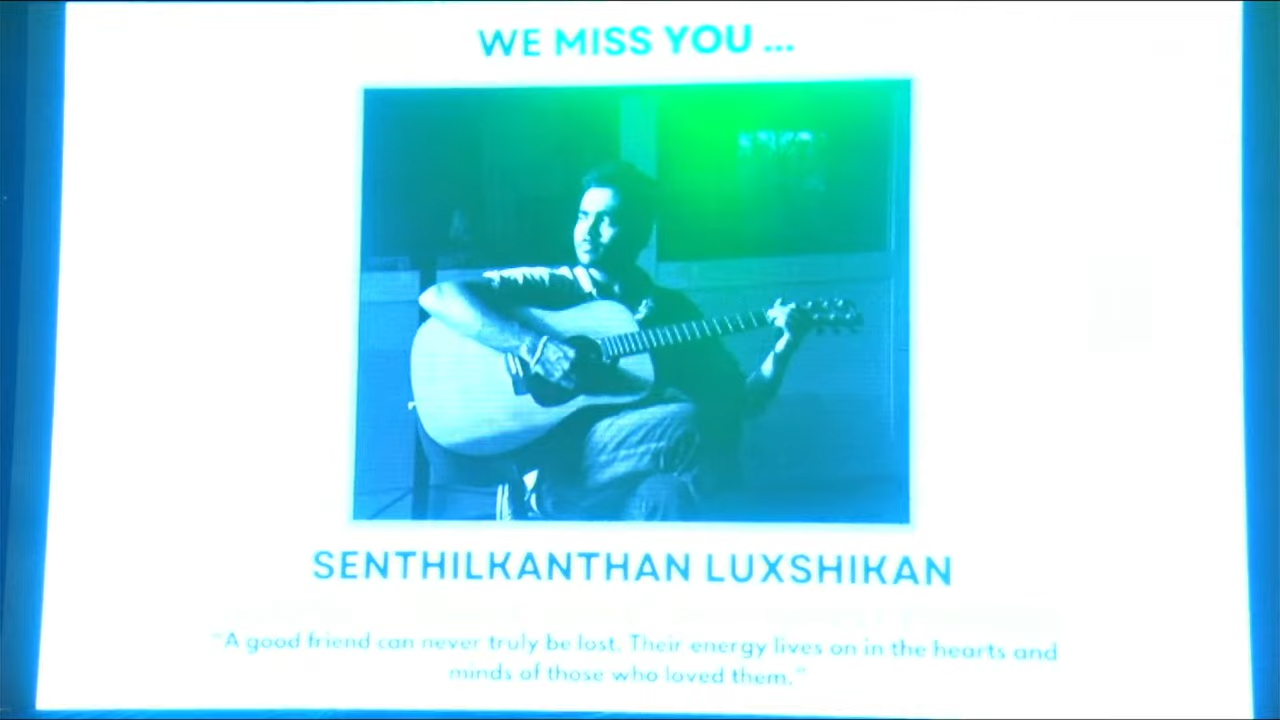 WE MISS YOU ...
SENTHILKANTHAN LUXSHIKAN
"A good friend can never truly be lost. Their energy lives on in the hearts and
minds of those who loved them."